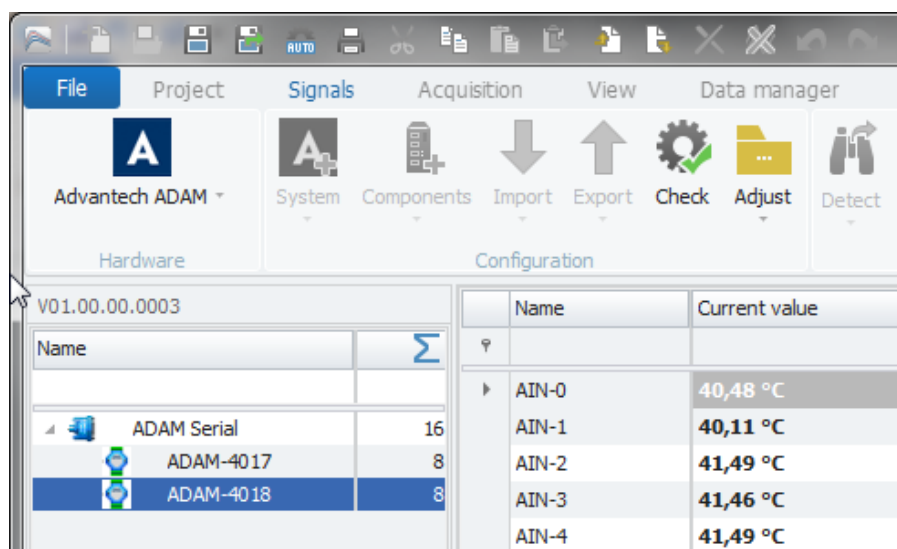 AUTO
File Project Signals Acquisition View Data manager
A A
Advantech ADAM System Components Import Export Check Adjust Detect
Hardware Configuration
V01.00.00.0003
Name Current value
Name Σ
AIN-0 40,48 °C
ADAM Serial 16 AIN-1 40,11 °C
ADAM-4017 8 AIN-2 41,49 °C
ADAM-4018 8 AIN-3 41,46 °C
AIN-4 41,49 °C